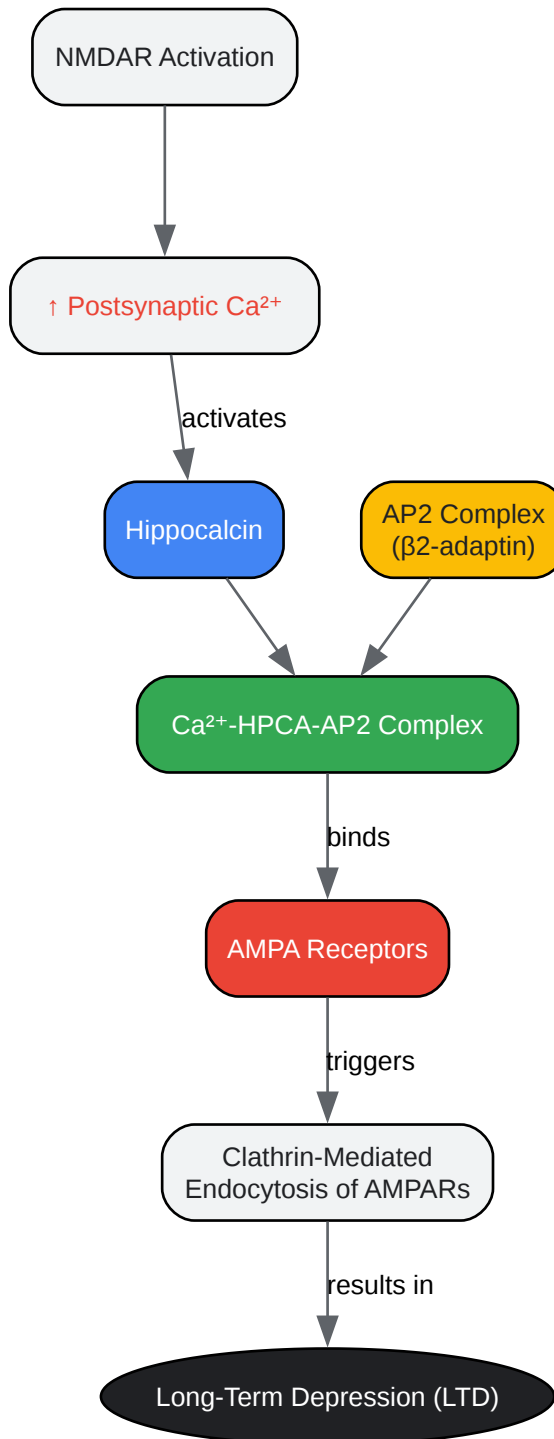 NMDAR Activation
↑ Postsynaptic Ca²⁺
activates
Hippocalcin
AP2 Complex
(β2-adaptin)
Ca²⁺-HPCA-AP2 Complex
binds
AMPA Receptors
triggers
Clathrin-Mediated
Endocytosis of AMPARs
results in
Long-Term Depression (LTD)